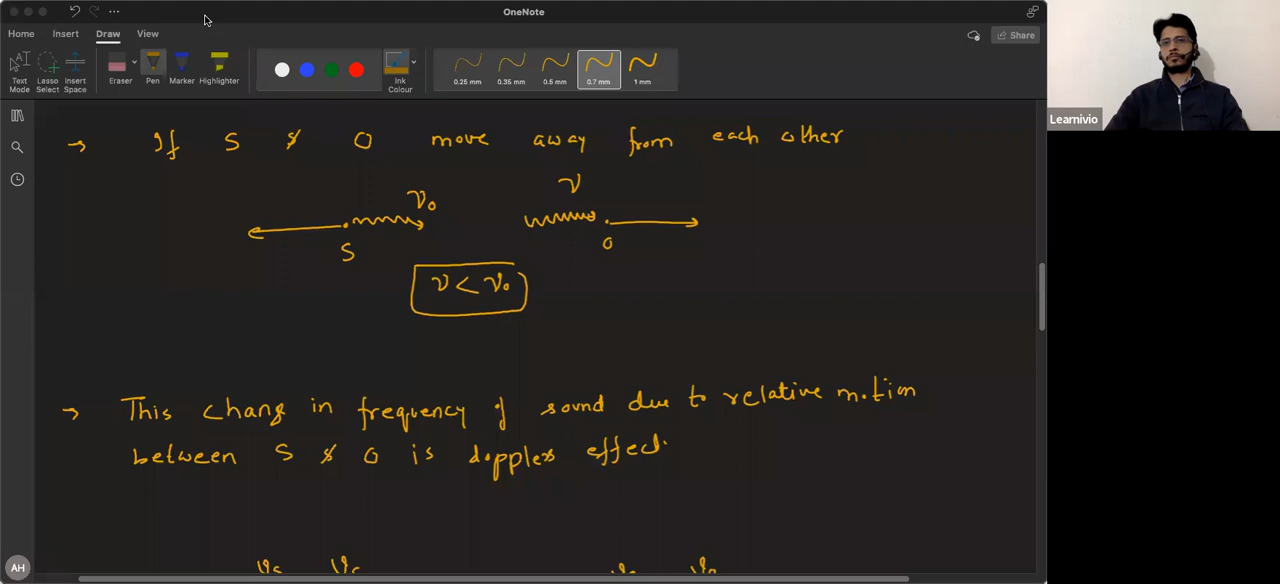 OneNote
Home Insert Draw View
Share
Text Mode
Lasso Select
Insert Space
Eraser
Pen
Marker
Highlighter
Ink Colour
0.25 mm
0.35 mm
0.5 mm
0.7 mm
1 mm
Learnivio
→ If S & O move away from each other
ν₀ ν
S O
ν < ν₀
→ This change in frequency of sound due to relative motion
between S & O is dopplers effect.
AH